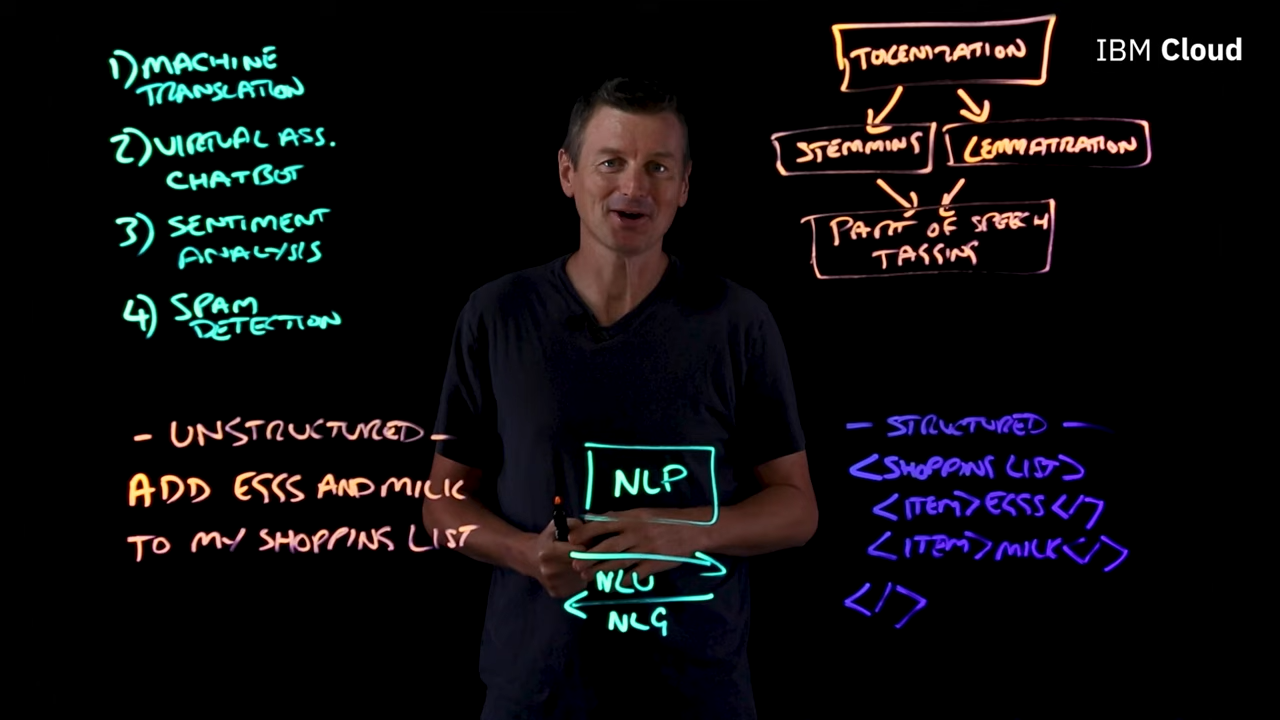 1) MACHINE
TRANSLATION
2) VIRTUAL ASS.
CHATBOT
3) SENTIMENT
ANALYSIS
4) SPAM
DETECTION
- UNSTRUCTURED -
ADD EGGS AND MILK
TO MY SHOPPING LIST
NLP
NLU
NLG
IBM Cloud
TOKENIZATION
STEMMING
LEMMATIZATION
PART OF SPEECH
TAGGING
- STRUCTURED -
<SHOPPING LIST>
<ITEM>EGGS</>
<ITEM>MILK</>
</>